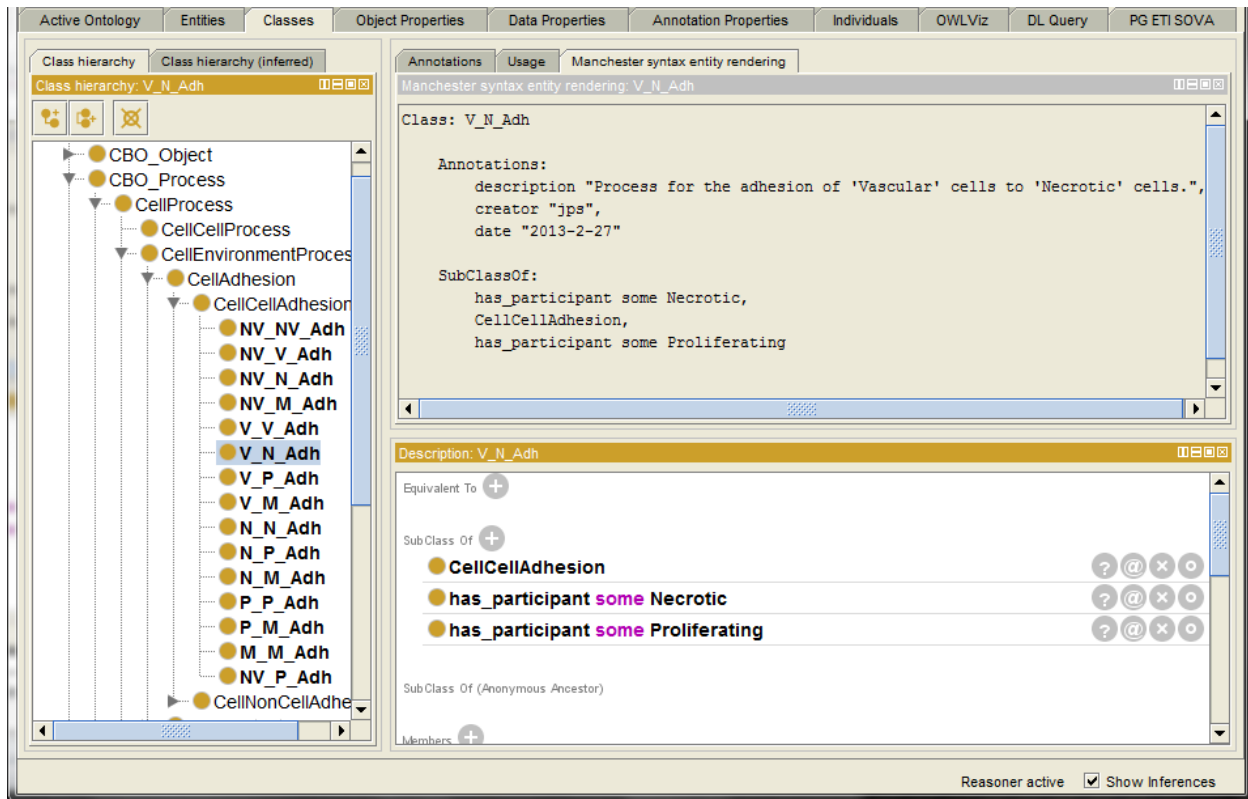 Active Ontology Entities Classes Object Properties Data Properties Annotation Properties Individuals OWLViz DL Query PG ETI SOVA
Class hierarchy Class hierarchy (inferred)
Class hierarchy: V_N_Adh
CBO_Object
CBO_Process
CellProcess
CellCellProcess
CellEnvironmentProces
CellAdhesion
CellCellAdhesion
NV_NV_Adh
NV_V_Adh
NV_N_Adh
NV_M_Adh
V_V_Adh
V_N_Adh
V_P_Adh
V_M_Adh
N_N_Adh
N_P_Adh
N_M_Adh
P_P_Adh
P_M_Adh
M_M_Adh
NV_P_Adh
CellNonCellAdhe
Annotations Usage Manchester syntax entity rendering
Manchester syntax entity rendering: V_N_Adh
Class: V_N_Adh
Annotations:
description "Process for the adhesion of 'Vascular' cells to 'Necrotic' cells.",
creator "jps",
date "2013-2-27"
SubClassOf:
has_participant some Necrotic,
CellCellAdhesion,
has_participant some Proliferating
Description: V_N_Adh
Equivalent To
SubClass Of
CellCellAdhesion
has_participant some Necrotic
has_participant some Proliferating
SubClass Of (Anonymous Ancestor)
Members
Reasoner active Show Inferences